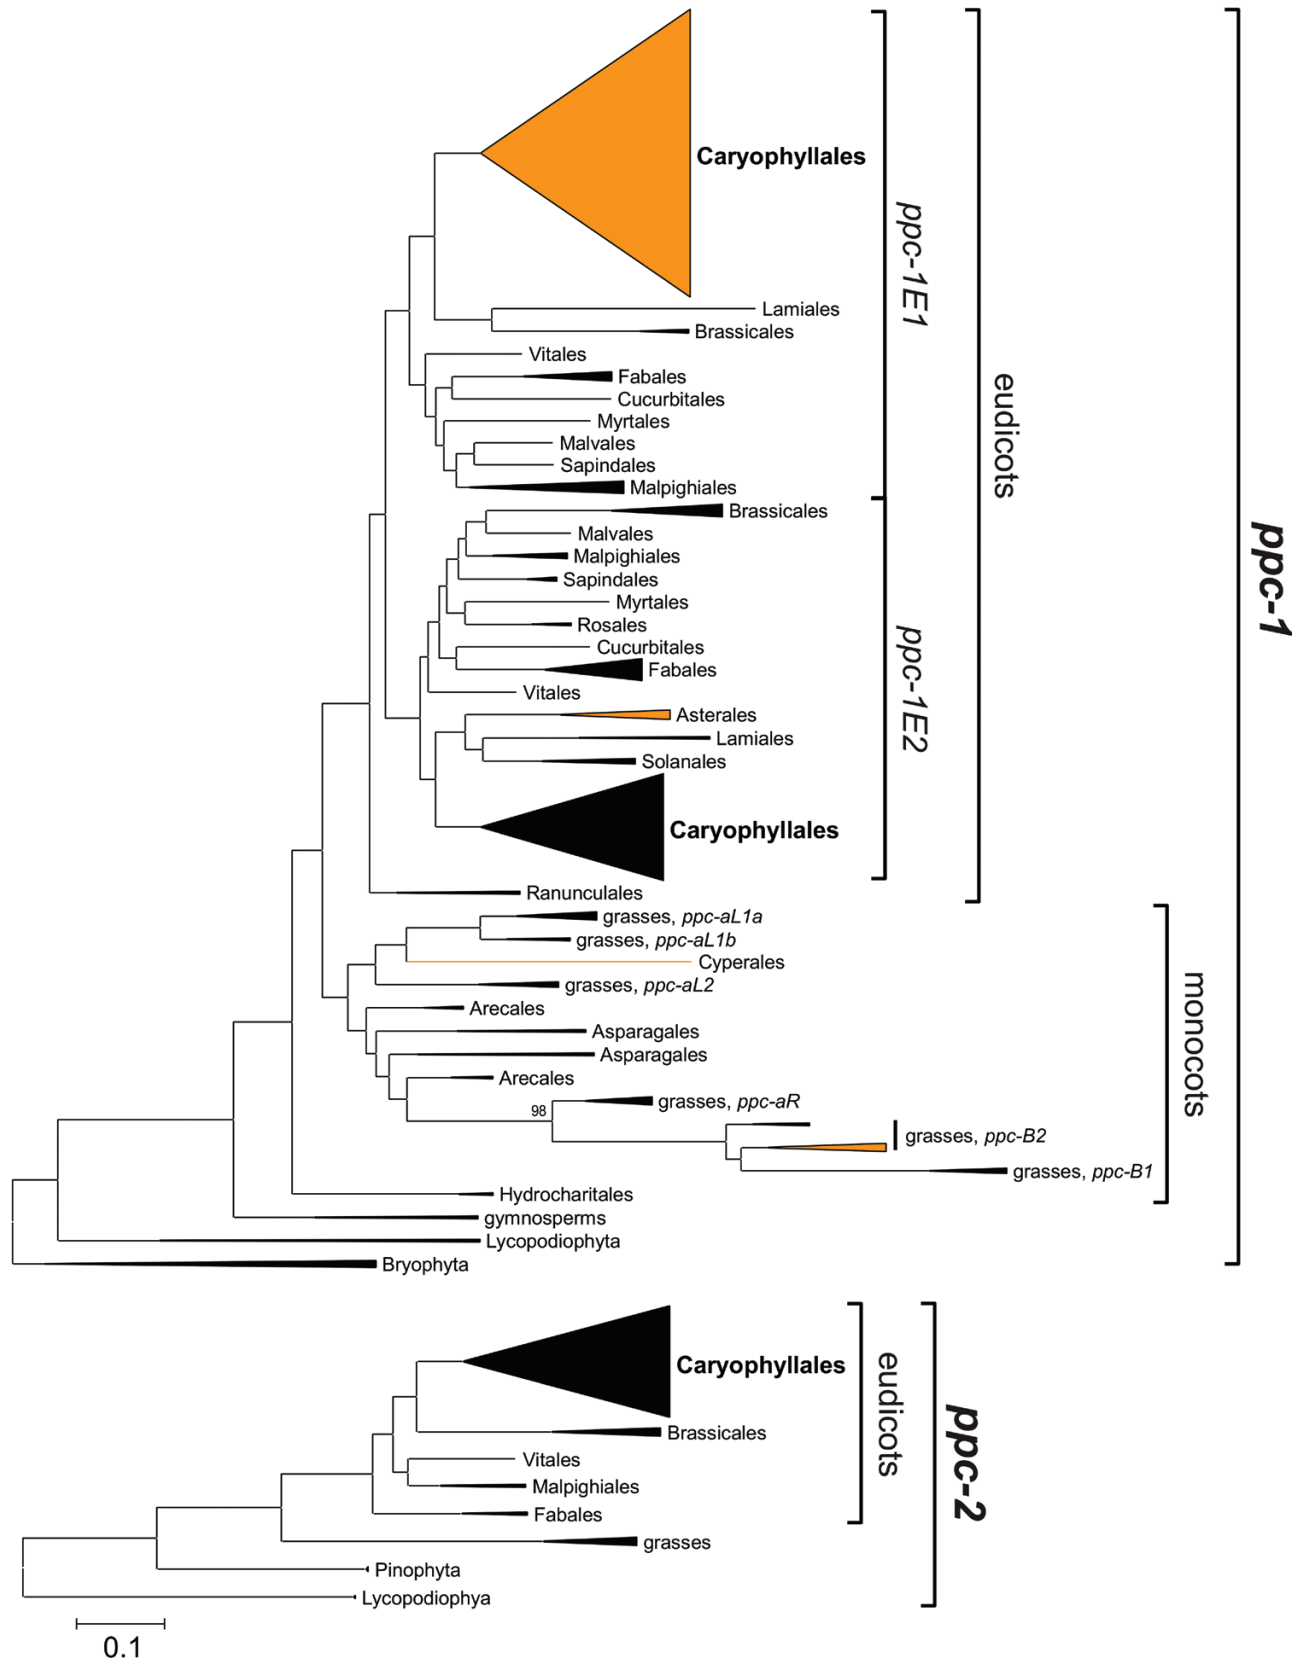 Caryophyllales
Lamiales
Brassicales
Vitales
Fabales
Cucurbitales
Myrtales
Malvales
Sapindales
Malpighiales
ppc-1E1
Brassicales
Malvales
Malpighiales
Sapindales
Myrtales
Rosales
Cucurbitales
Fabales
Vitales
Asterales
Lamiales
Solanales
Caryophyllales
ppc-1E2
Ranunculales
eudicots
grasses, ppc-aL1a
grasses, ppc-aL1b
Cyperales
grasses, ppc-aL2
Arecales
Asparagales
Asparagales
Arecales
98
grasses, ppc-aR
grasses, ppc-B2
grasses, ppc-B1
Hydrocharitales
monocots
gymnosperms
Lycopodiophyta
Bryophyta
ppc-1
Caryophyllales
Brassicales
Vitales
Malpighiales
Fabales
eudicots
grasses
Pinophyta
Lycopodiophya
ppc-2
0.1